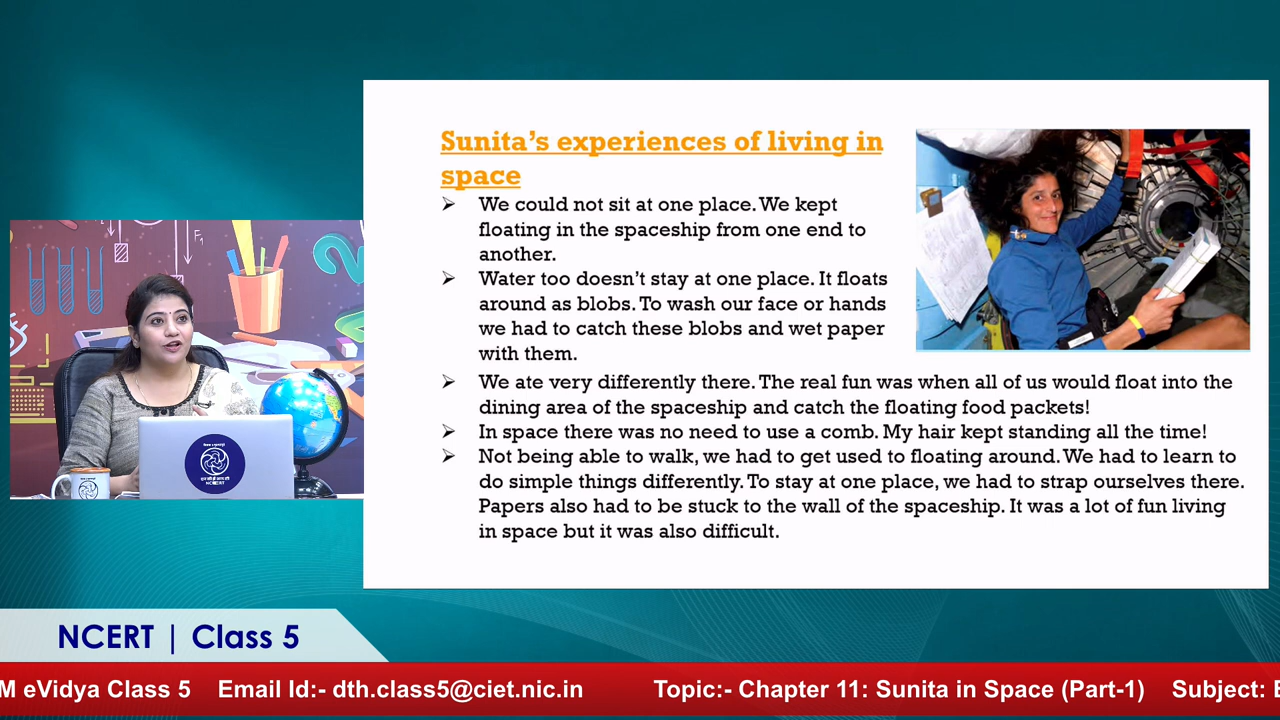 Sunita’s experiences of living in
space
➢ We could not sit at one place. We kept
floating in the spaceship from one end to
another.
➢ Water too doesn’t stay at one place. It floats
around as blobs. To wash our face or hands
we had to catch these blobs and wet paper
with them.
➢ We ate very differently there. The real fun was when all of us would float into the
dining area of the spaceship and catch the floating food packets!
➢ In space there was no need to use a comb. My hair kept standing all the time!
➢ Not being able to walk, we had to get used to floating around. We had to learn to
do simple things differently. To stay at one place, we had to strap ourselves there.
Papers also had to be stuck to the wall of the spaceship. It was a lot of fun living
in space but it was also difficult.
F₁
NCERT
NCERT | Class 5
M eVidya Class 5 Email Id:- dth.class5@ciet.nic.in Topic:- Chapter 11: Sunita in Space (Part-1) Subject: E